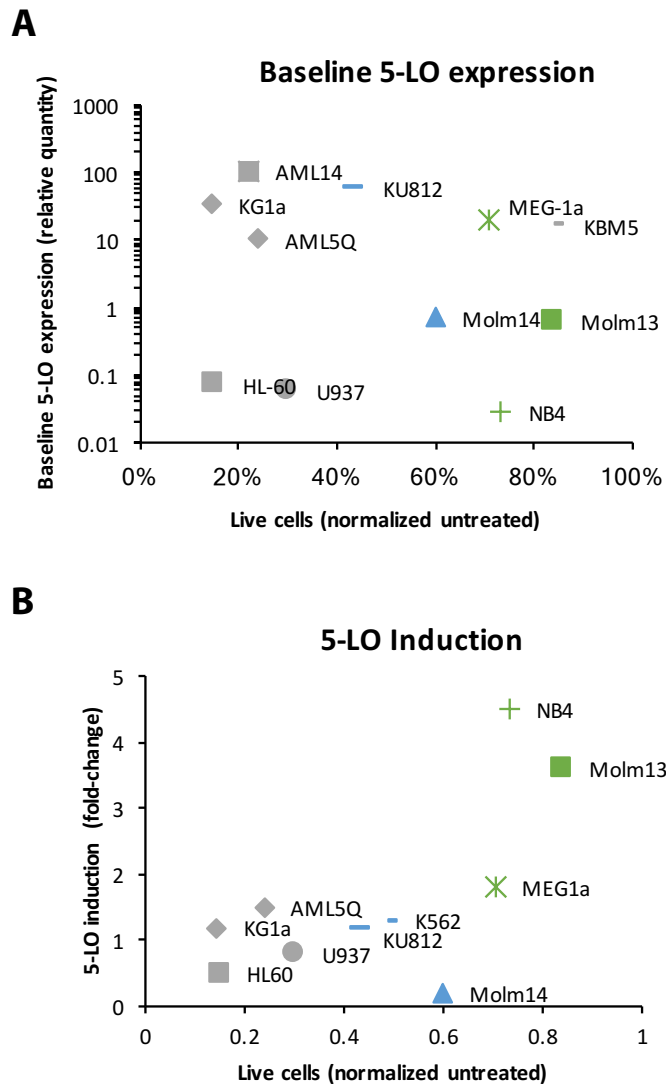 A
Baseline 5-LO expression
Baseline 5-LO expression (relative quantity)
1000
100
10
1
0.1
0.01
AML14
KU812
KG1a
MEG-1a
KBM5
AML5Q
Molm14
Molm13
HL-60
U937
NB4
0% 20% 40% 60% 80% 100%
Live cells (normalized untreated)
B
5-LO Induction
5-LO induction (fold-change)
5
4
3
2
1
0
NB4
Molm13
MEG1a
AML5Q
K562
KG1a
KU812
U937
HL60
Molm14
0 0.2 0.4 0.6 0.8 1
Live cells (normalized untreated)